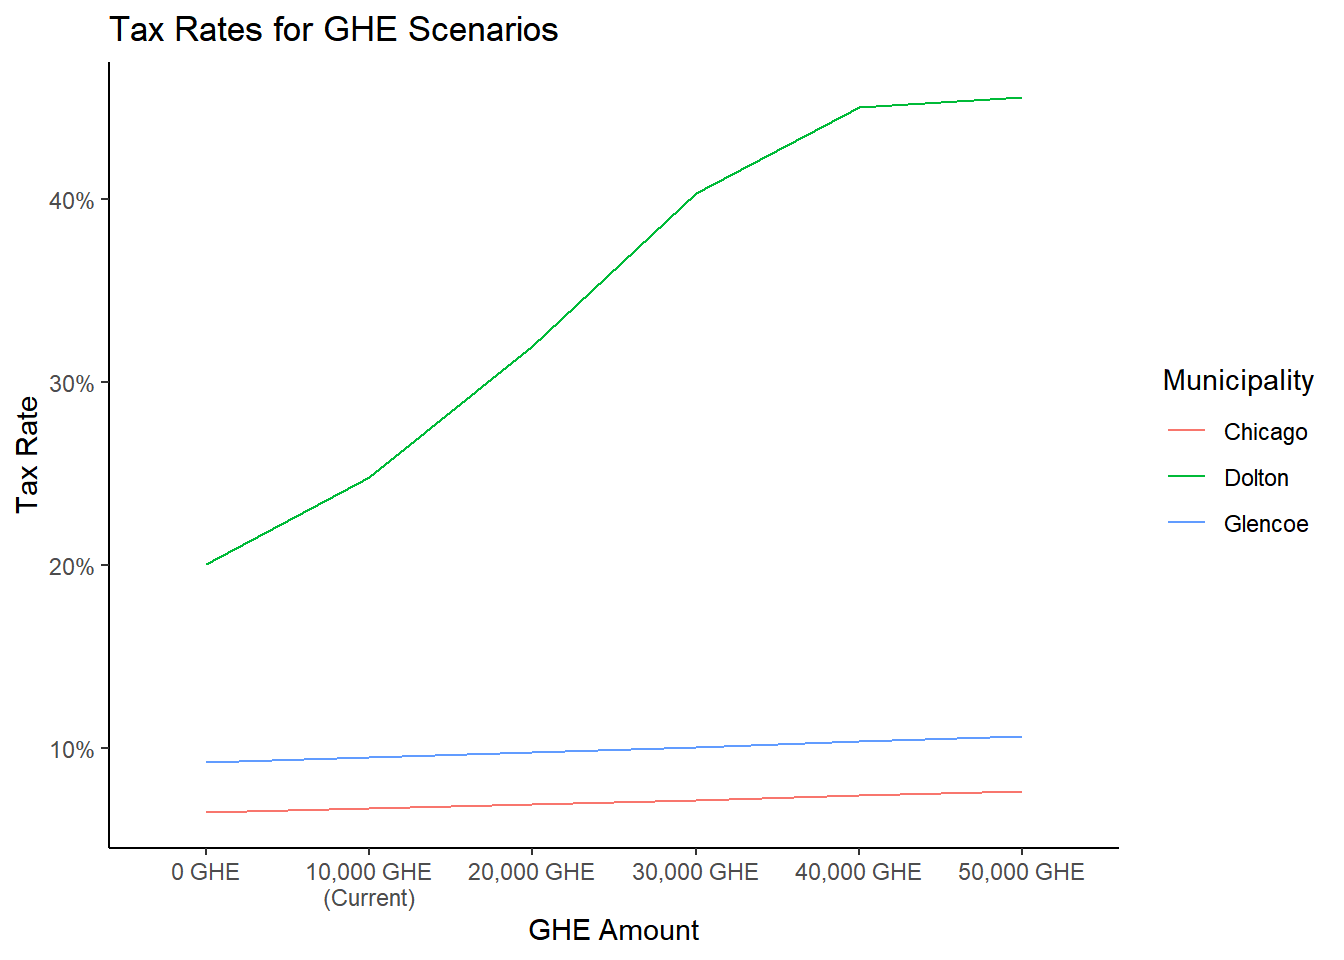 Tax Rates for GHE Scenarios
40%
30%
20%
10%
Tax Rate
0 GHE
10,000 GHE
(Current)
20,000 GHE
30,000 GHE
40,000 GHE
50,000 GHE
GHE Amount
Municipality
Chicago
Dolton
Glencoe